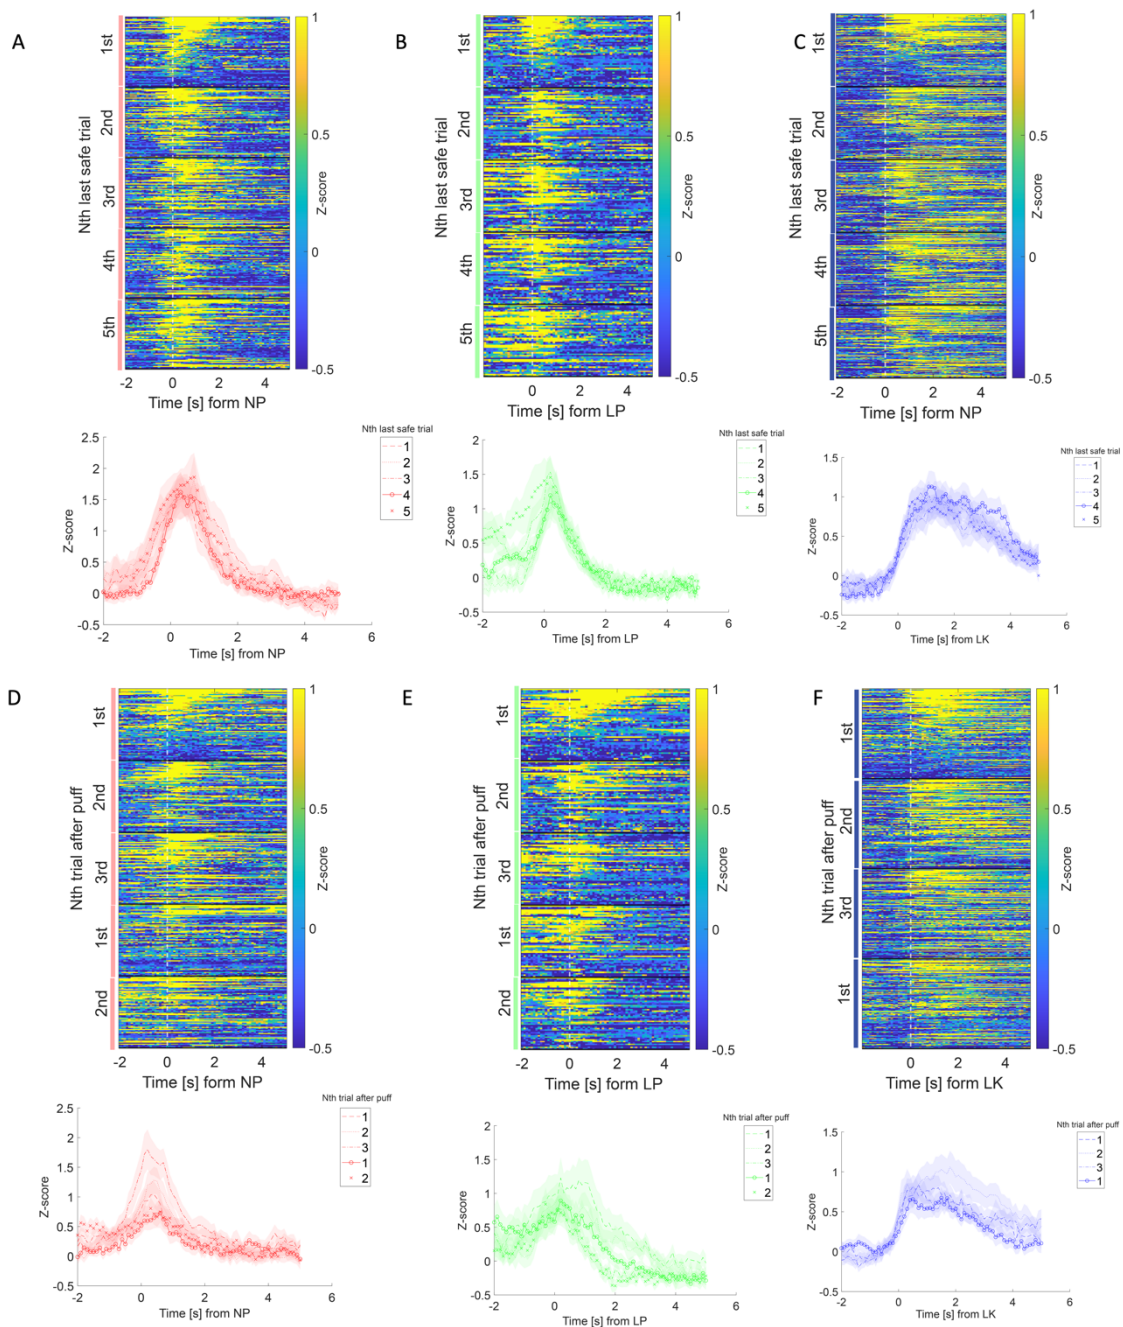 A
Nth last safe trial
1st
2nd
3rd
4th
5th
-2 0 2 4
Time [s] form NP
1
0.5
0
-0.5
Z-score
B
Nth last safe trial
1st
2nd
3rd
4th
5th
-2 0 2 4
Time [s] form LP
1
0.5
0
-0.5
Z-score
C
Nth last safe trial
1st
2nd
3rd
4th
5th
-2 0 2 4
Time [s] form NP
1
0.5
0
-0.5
Z-score
2.5
2
1.5
1
0.5
0
-0.5
Z-score
-2 0 2 4 6
Time [s] from NP
Nth last safe trial
1
2
3
4
5
2
1.5
1
0.5
0
-0.5
Z-score
-2 0 2 4 6
Time [s] from LP
Nth last safe trial
1
2
3
4
5
1.5
1
0.5
0
-0.5
Z-score
-2 0 2 4 6
Time [s] from LK
Nth last safe trial
1
2
3
4
5
D
Nth trial after puff
1st
2nd
3rd
1st
2nd
-2 0 2 4
Time [s] form NP
1
0.5
0
-0.5
Z-score
E
Nth trial after puff
1st
2nd
3rd
1st
2nd
-2 0 2 4
Time [s] form LP
1
0.5
0
-0.5
Z-score
F
Nth trial after puff
1st
2nd
3rd
1st
-2 0 2 4
Time [s] form LK
1
0.5
0
-0.5
Z-score
2.5
2
1.5
1
0.5
0
-0.5
Z-score
-2 0 2 4 6
Time [s] from NP
Nth trial after puff
1
2
3
1
2
2
1.5
1
0.5
0
-0.5
Z-score
-2 0 2 4 6
Time [s] from LP
Nth trial after puff
1
2
3
1
2
1.5
1
0.5
0
-0.5
Z-score
-2 0 2 4 6
Time [s] from LK
Nth trial after puff
1
2
3
1